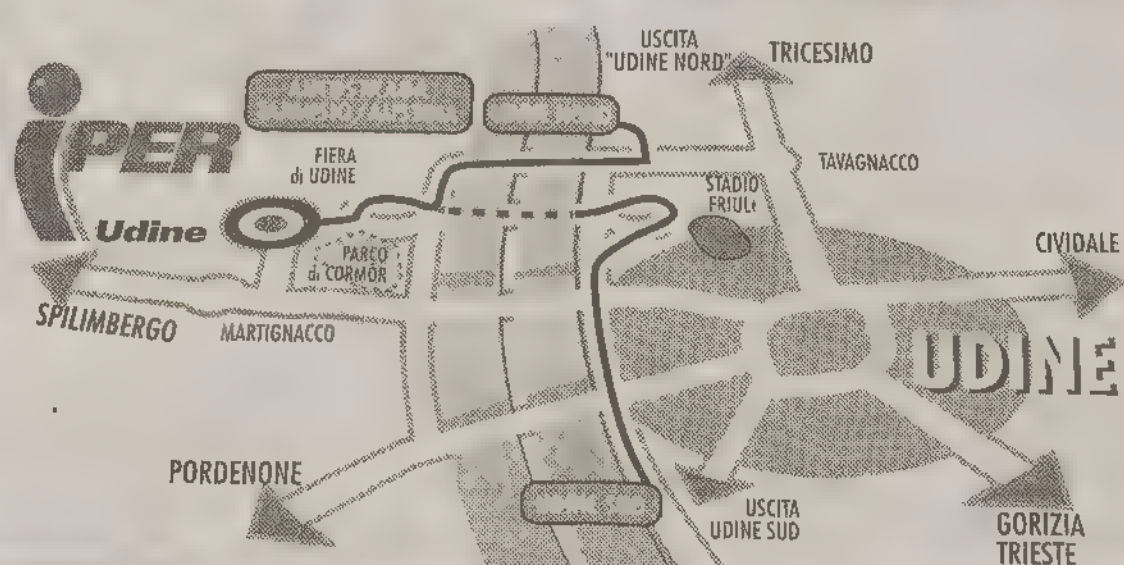 USCITA
"UDINE NORD"
TRICESIMO
iPER
Udine
FIERA
di UDINE
TAVAGNACCO
STADIO
FRIULI
PARCO
di CORMÔR
CIVIDALE
SPILIMBERGO
MARTIGNACCO
UDINE
PORDENONE
USCITA
UDINE SUD
GORIZIA
TRIESTE